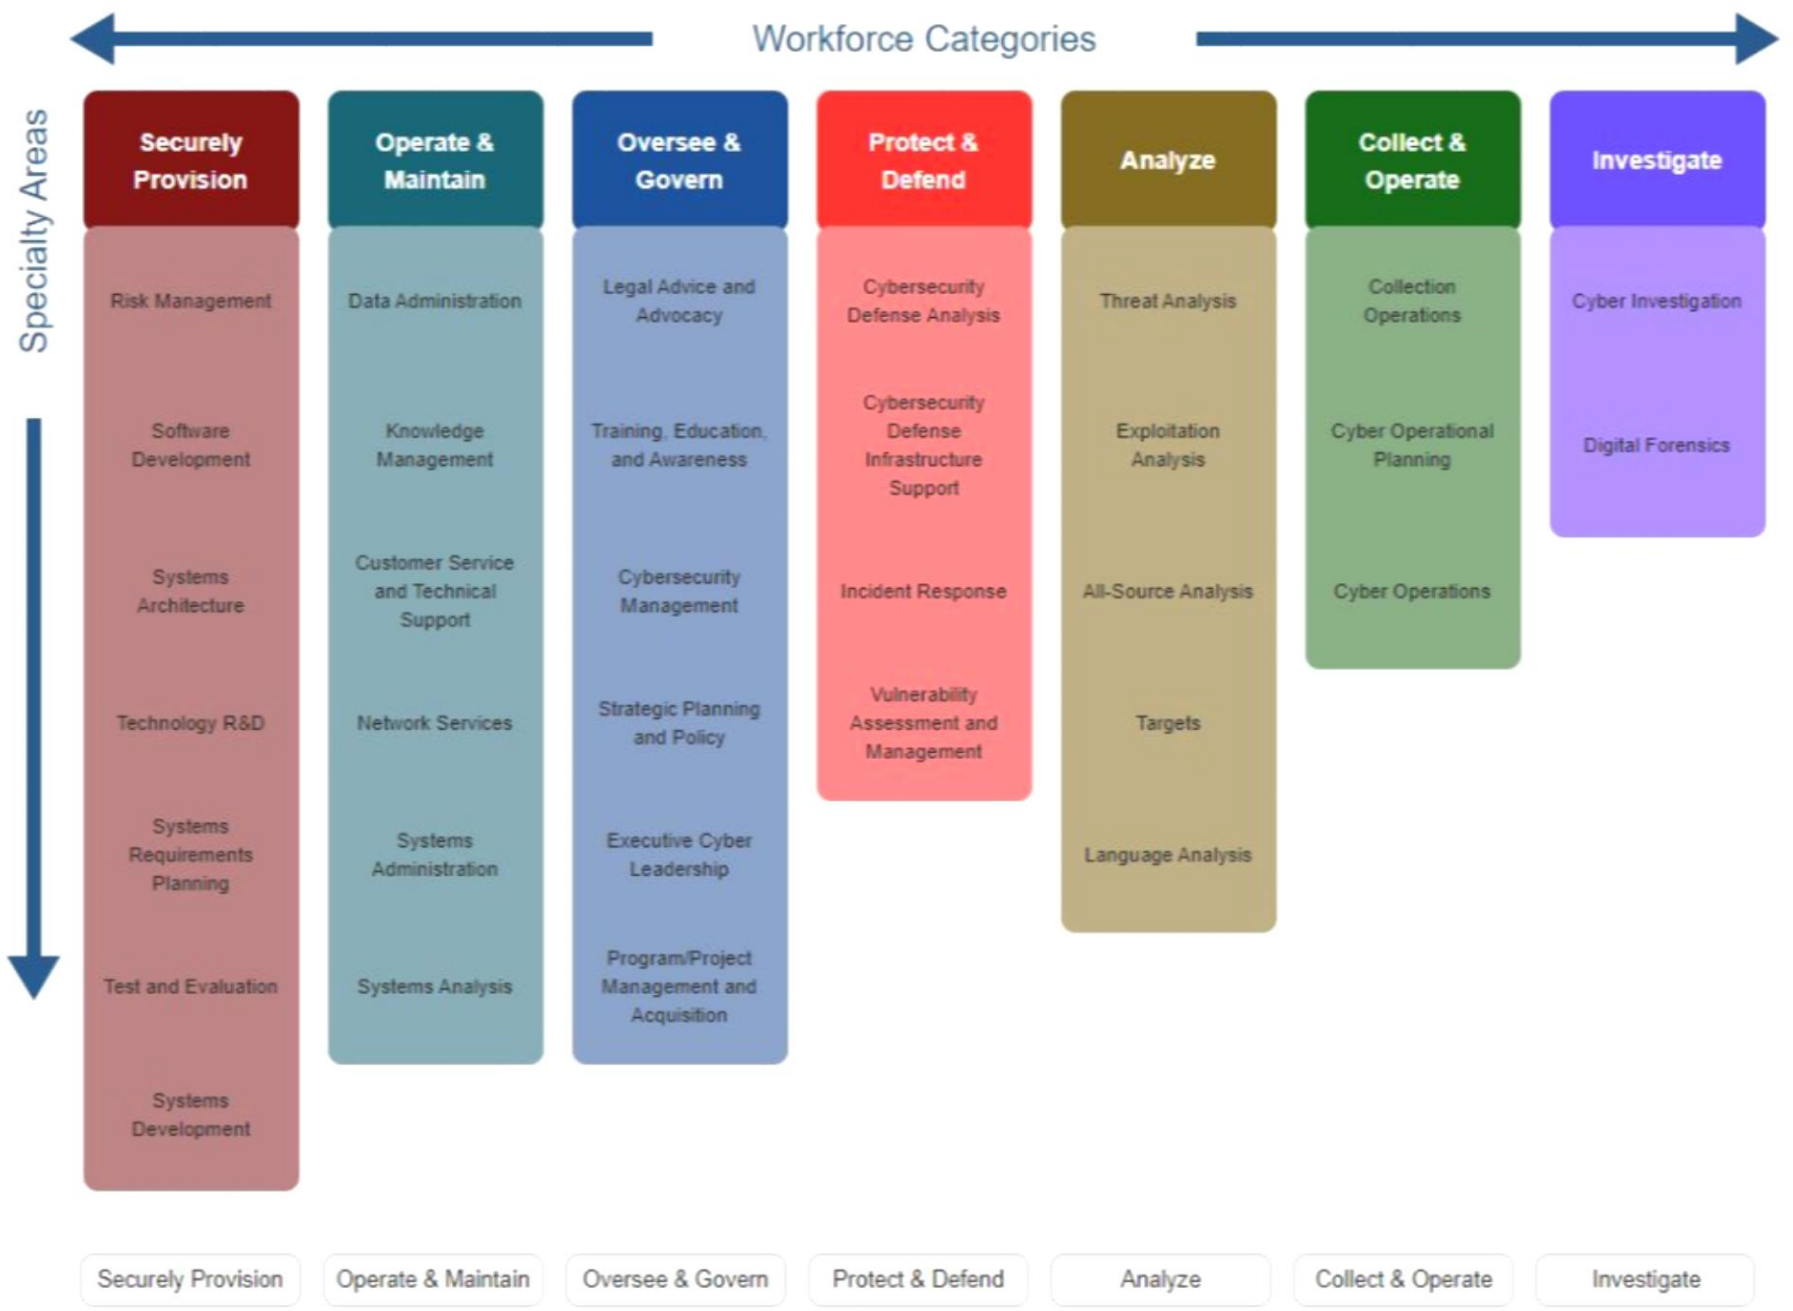 Workforce Categories
Specialty Areas
Securely
Provision
Risk Management
Software
Development
Systems
Architecture
Technology R&D
Systems
Requirements
Planning
Test and Evaluation
Systems
Development
Operate &
Maintain
Data Administration
Knowledge
Management
Customer Service
and Technical
Support
Network Services
Systems
Administration
Systems Analysis
Oversee &
Govern
Legal Advice and
Advocacy
Training, Education,
and Awareness
Cybersecurity
Management
Strategic Planning
and Policy
Executive Cyber
Leadership
Program/Project
Management and
Acquisition
Protect &
Defend
Cybersecurity
Defense Analysis
Cybersecurity
Defense
Infrastructure
Support
Incident Response
Vulnerability
Assessment and
Management
Analyze
Threat Analysis
Exploitation
Analysis
All-Source Analysis
Targets
Language Analysis
Collect &
Operate
Collection
Operations
Cyber Operational
Planning
Cyber Operations
Investigate
Cyber Investigation
Digital Forensics
Securely Provision
Operate & Maintain
Oversee & Govern
Protect & Defend
Analyze
Collect & Operate
Investigate